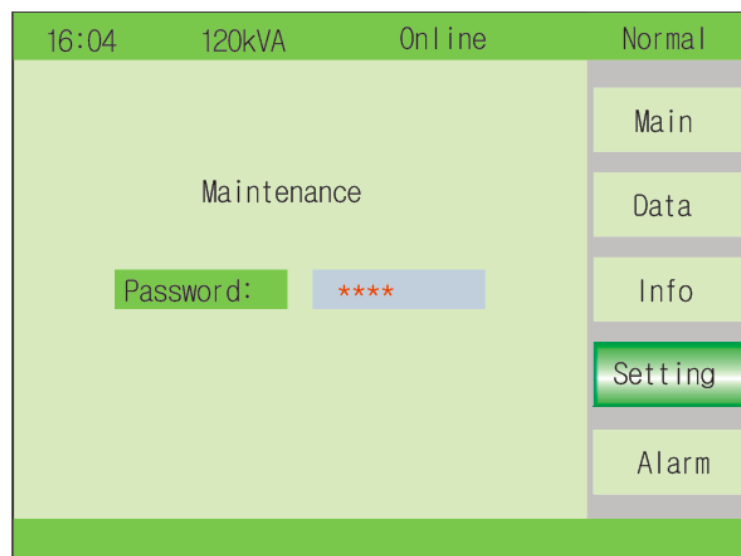 16:04 120kVA Online Normal
Main
Maintenance
Data
Password: ****
Info
Setting
Alarm